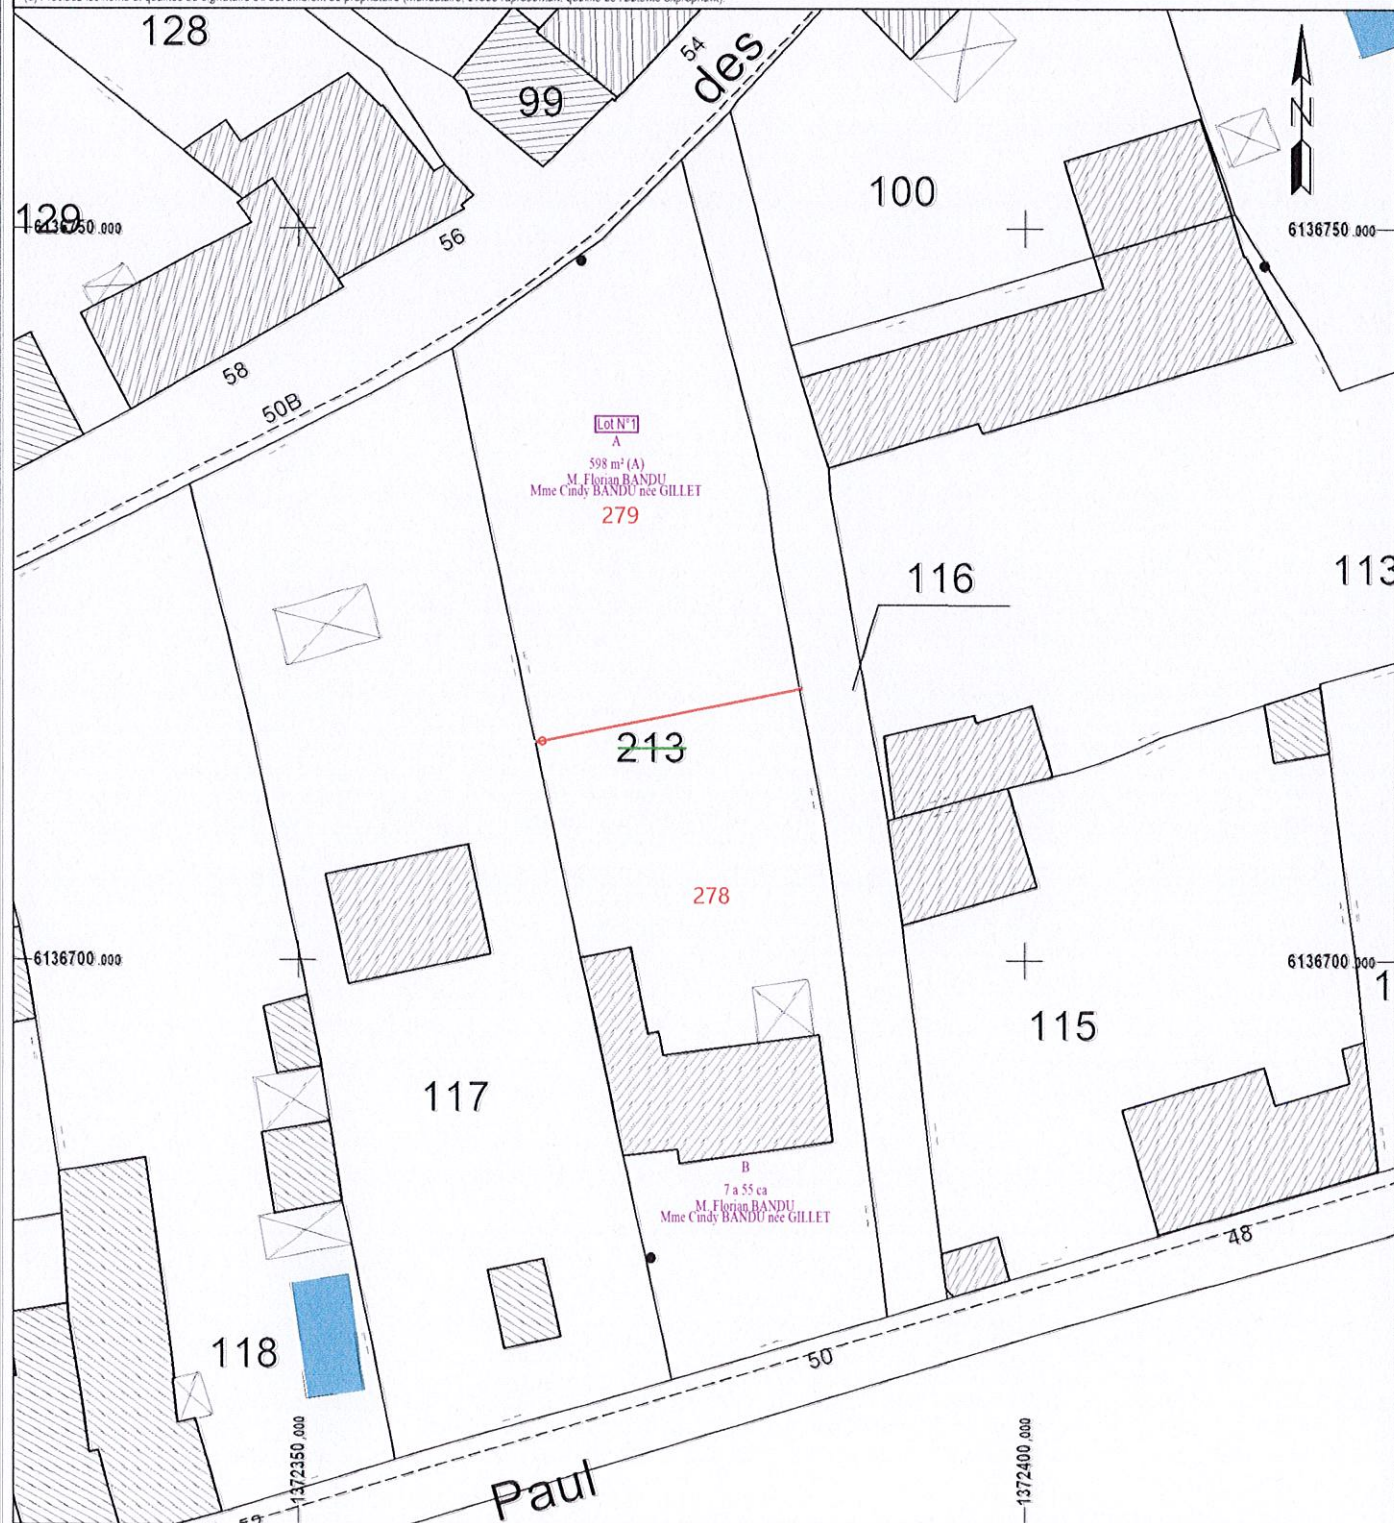 128
54
des
99
N
100
129
6136750 .000
6136750 .000
56
58
50B
Lot N°1
A
598 m² (A)
M. Florian BANDU
Mme Cindy BANDU née GILLET
279
116
113
213
278
6136700 .000
6136700 .000
1
115
117
B
7 a 55 ca
M. Florian BANDU
Mme Cindy BANDU née GILLET
48
118
50
1372350 ,000
1372400 ,000
Paul